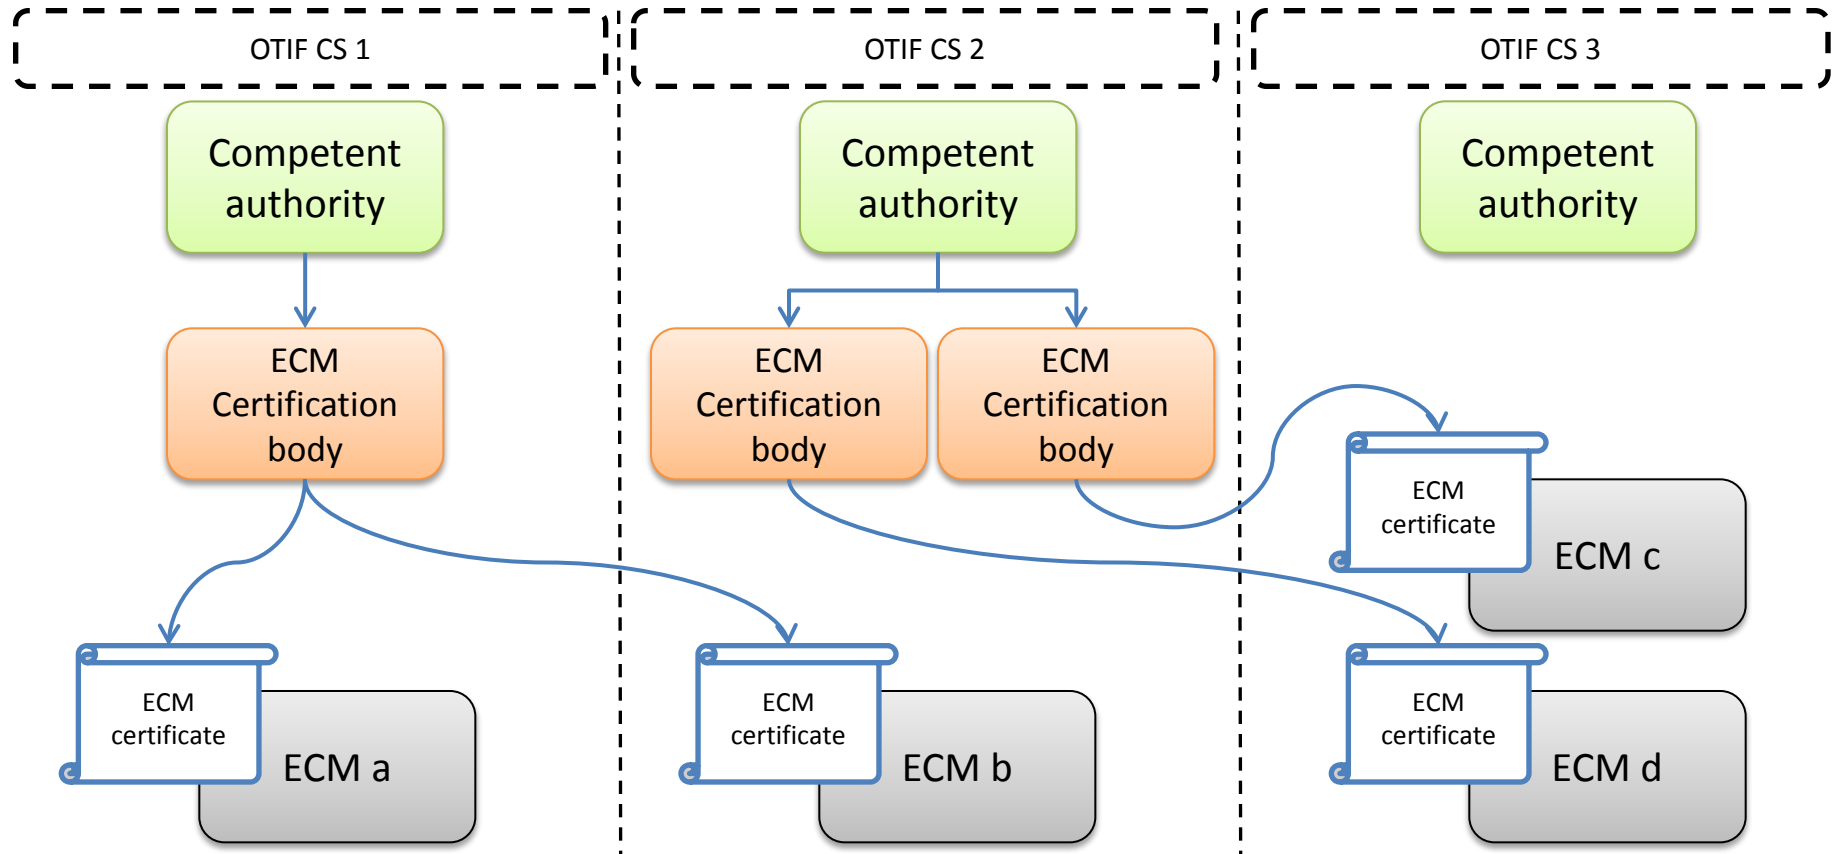 OTIF CS 1
OTIF CS 2
OTIF CS 3
Competent
authority
Competent
authority
Competent
authority
ECM
Certification
body
ECM
Certification
body
ECM
Certification
body
ECM
certificate
ECM c
ECM
certificate
ECM a
ECM
certificate
ECM b
ECM
certificate
ECM d